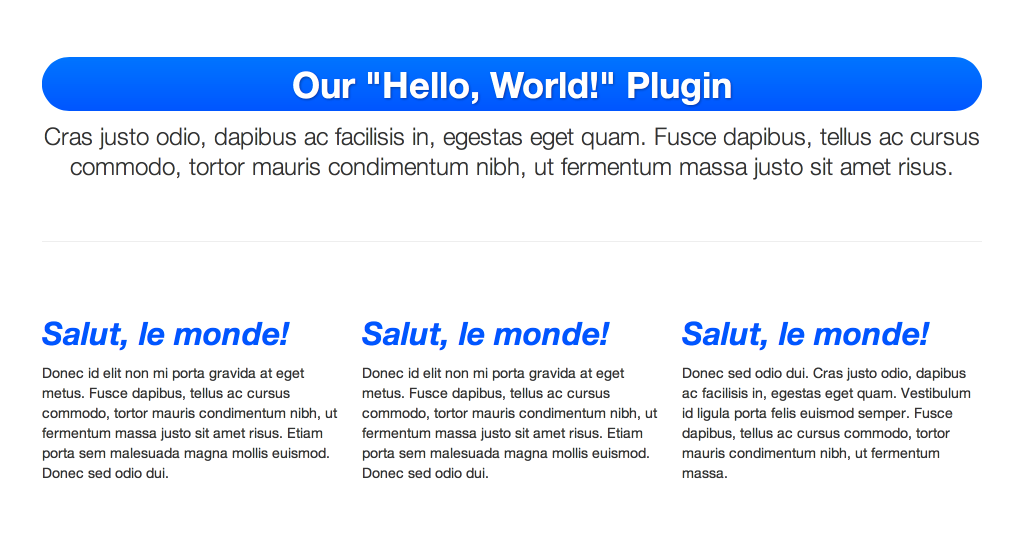 Our "Hello, World!" Plugin
Cras justo odio, dapibus ac facilisis in, egestas eget quam. Fusce dapibus, tellus ac cursus
commodo, tortor mauris condimentum nibh, ut fermentum massa justo sit amet risus.
Salut, le monde!
Donec id elit non mi porta gravida at eget
metus. Fusce dapibus, tellus ac cursus
commodo, tortor mauris condimentum nibh, ut
fermentum massa justo sit amet risus. Etiam
porta sem malesuada magna mollis euismod.
Donec sed odio dui.
Salut, le monde!
Donec id elit non mi porta gravida at eget
metus. Fusce dapibus, tellus ac cursus
commodo, tortor mauris condimentum nibh, ut
fermentum massa justo sit amet risus. Etiam
porta sem malesuada magna mollis euismod.
Donec sed odio dui.
Salut, le monde!
Donec sed odio dui. Cras justo odio, dapibus
ac facilisis in, egestas eget quam. Vestibulum
id ligula porta felis euismod semper. Fusce
dapibus, tellus ac cursus commodo, tortor
mauris condimentum nibh, ut fermentum
massa.